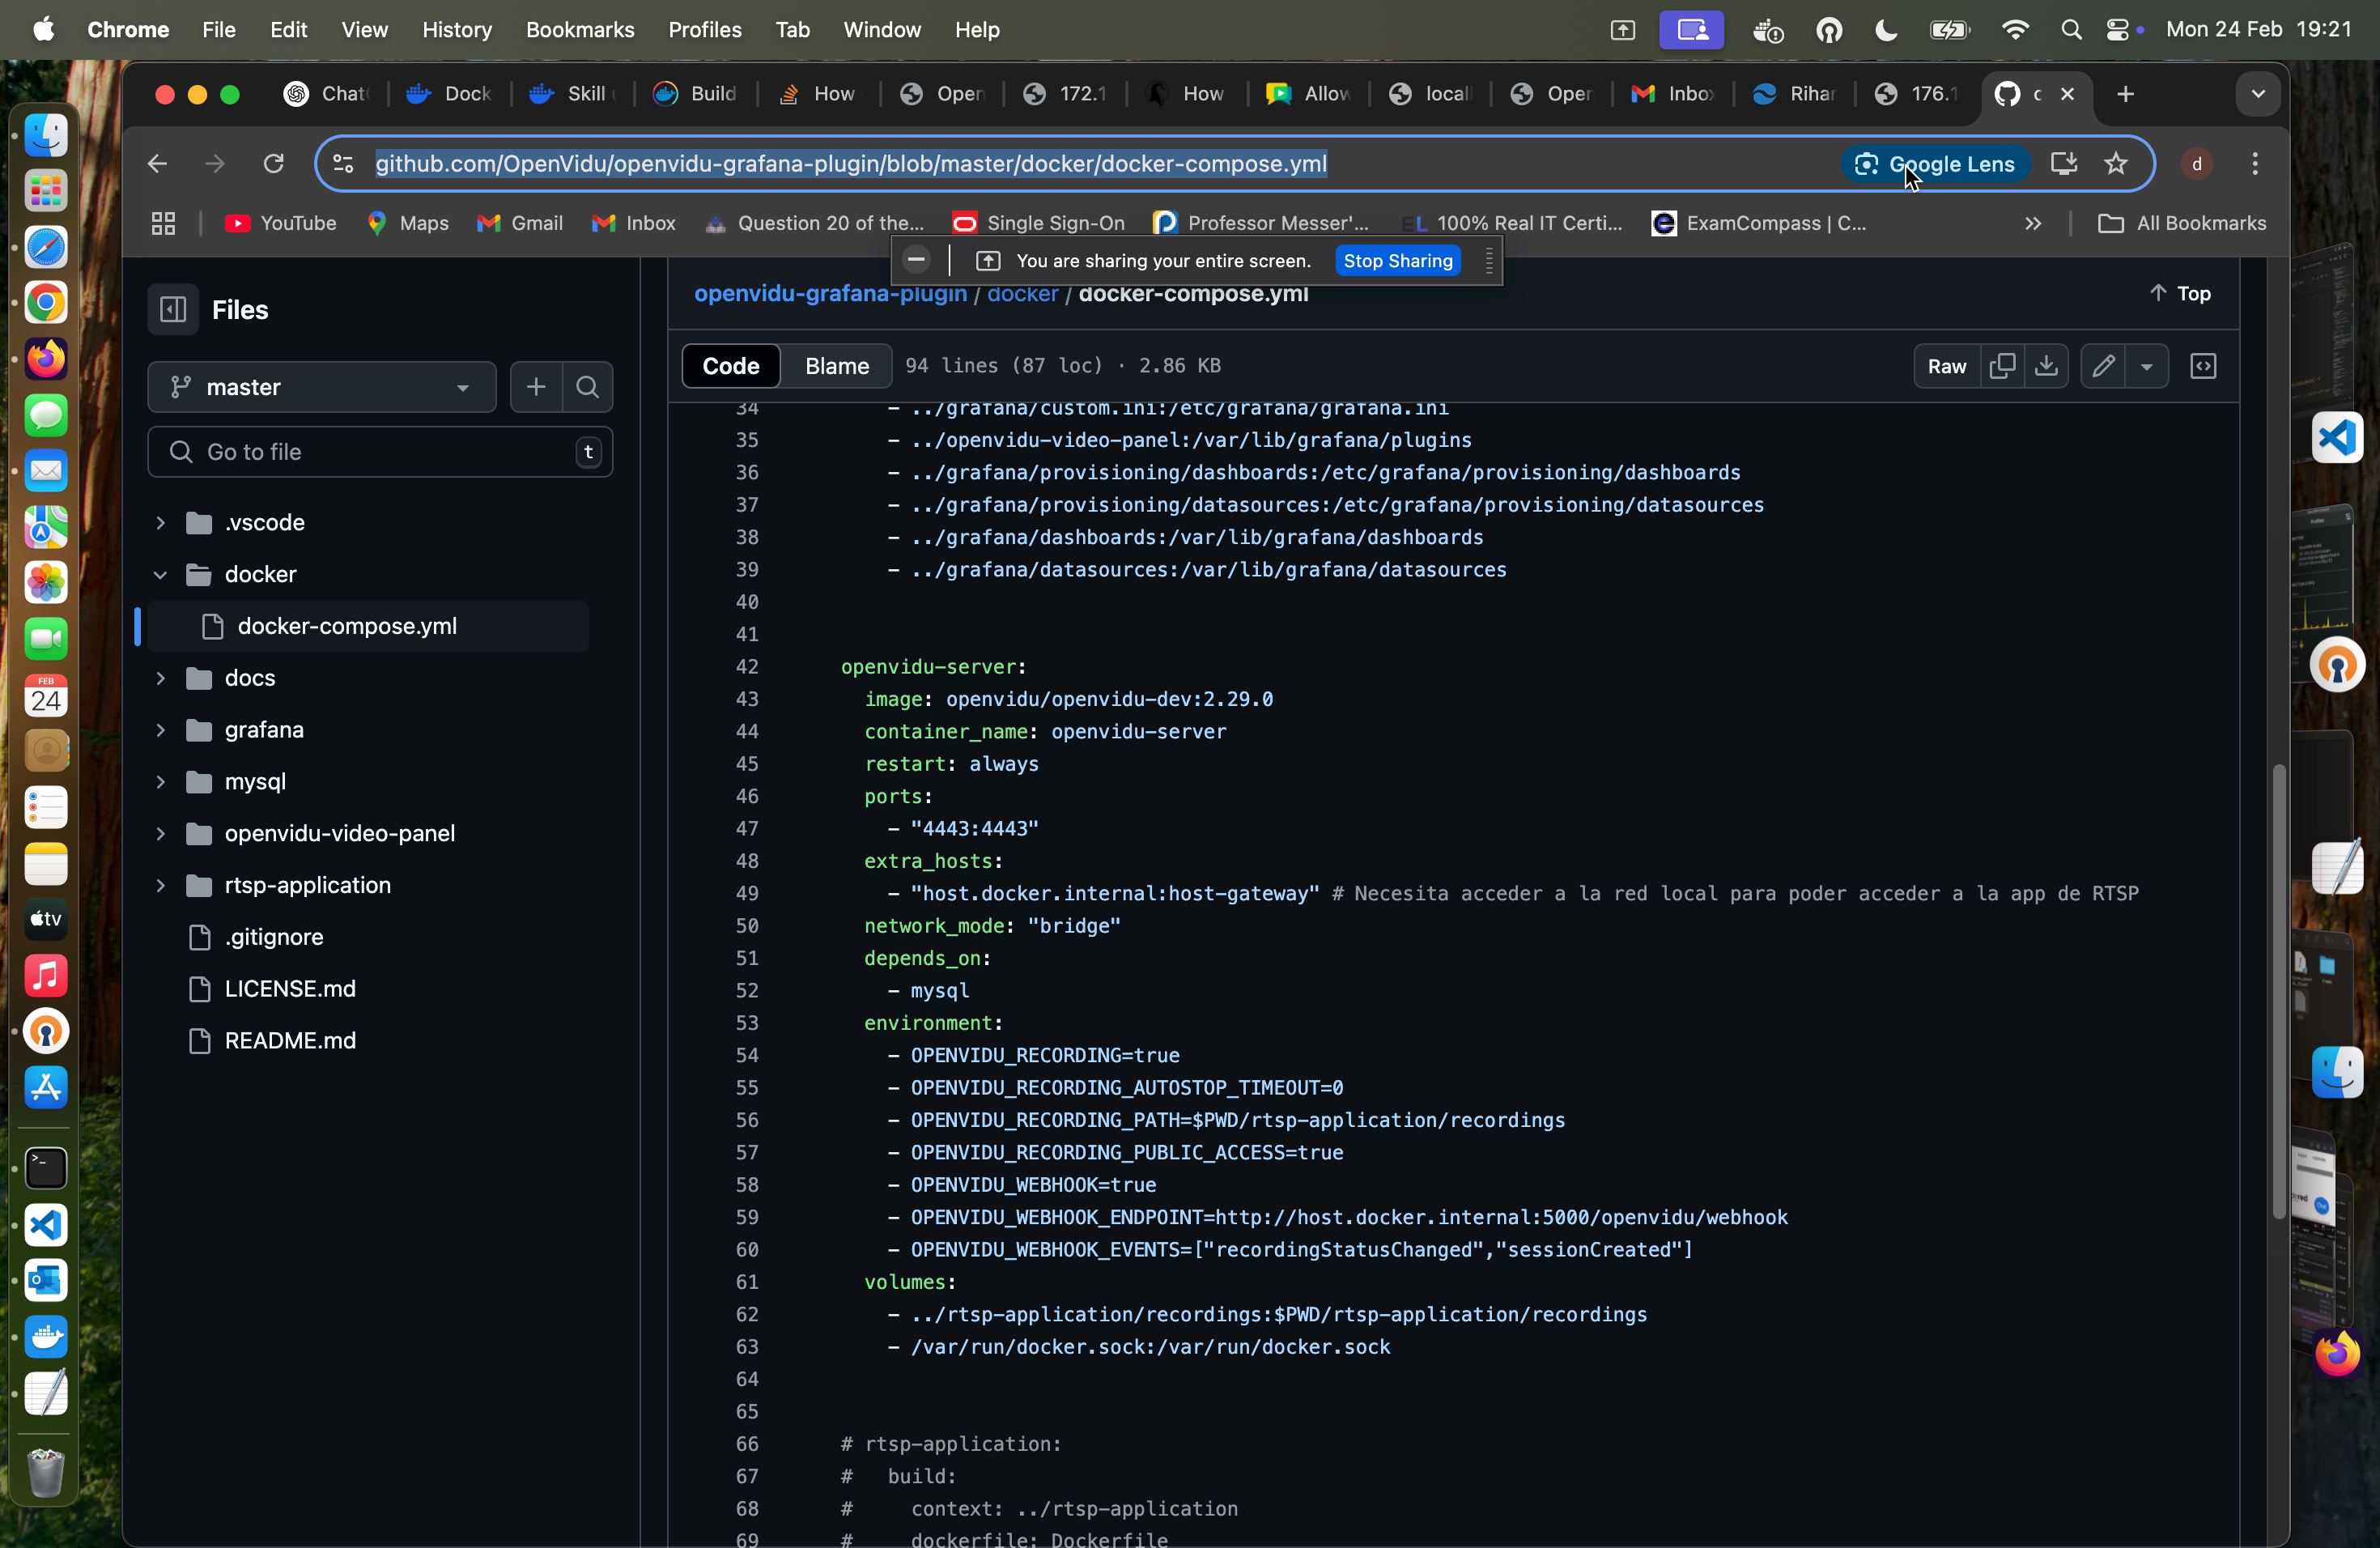 Chrome File Edit View History Bookmarks Profiles Tab Window Help Mon 24 Feb 19:21
Chat Dock Skill Build How Open 172.1 How Allow local Oper Inbo Rihar 176.1
github.com/OpenVidu/openvidu-grafana-plugin/blob/master/docker/docker-compose.yml Google Lens d
YouTube Maps Gmail Inbox Question 20 of the... Single Sign-On Professor Messer'... EL 100% Real IT Certi... ExamCompass | C... » All Bookmarks
You are sharing your entire screen. Stop Sharing
Files
master
Go to file t
.vscode
docker
docker-compose.yml
docs
grafana
mysql
openvidu-video-panel
rtsp-application
.gitignore
LICENSE.md
README.md
openvidu-grafana-plugin / docker / docker-compose.yml Top
Code Blame 94 lines (87 loc) · 2.86 KB Raw
34 - ../grafana/custom.ini:/etc/grafana/grafana.ini
35 - ../openvidu-video-panel:/var/lib/grafana/plugins
36 - ../grafana/provisioning/dashboards:/etc/grafana/provisioning/dashboards
37 - ../grafana/provisioning/datasources:/etc/grafana/provisioning/datasources
38 - ../grafana/dashboards:/var/lib/grafana/dashboards
39 - ../grafana/datasources:/var/lib/grafana/datasources
40
41
42 openvidu-server:
43 image: openvidu/openvidu-dev:2.29.0
44 container_name: openvidu-server
45 restart: always
46 ports:
47 - "4443:4443"
48 extra_hosts:
49 - "host.docker.internal:host-gateway" # Necesita acceder a la red local para poder acceder a la app de RTSP
50 network_mode: "bridge"
51 depends_on:
52 - mysql
53 environment:
54 - OPENVIDU_RECORDING=true
55 - OPENVIDU_RECORDING_AUTOSTOP_TIMEOUT=0
56 - OPENVIDU_RECORDING_PATH=$PWD/rtsp-application/recordings
57 - OPENVIDU_RECORDING_PUBLIC_ACCESS=true
58 - OPENVIDU_WEBHOOK=true
59 - OPENVIDU_WEBHOOK_ENDPOINT=http://host.docker.internal:5000/openvidu/webhook
60 - OPENVIDU_WEBHOOK_EVENTS=["recordingStatusChanged","sessionCreated"]
61 volumes:
62 - ../rtsp-application/recordings:$PWD/rtsp-application/recordings
63 - /var/run/docker.sock:/var/run/docker.sock
64
65
66 # rtsp-application:
67 # build:
68 # context: ../rtsp-application
69 # dockerfile: Dockerfile
FEB
24
tv